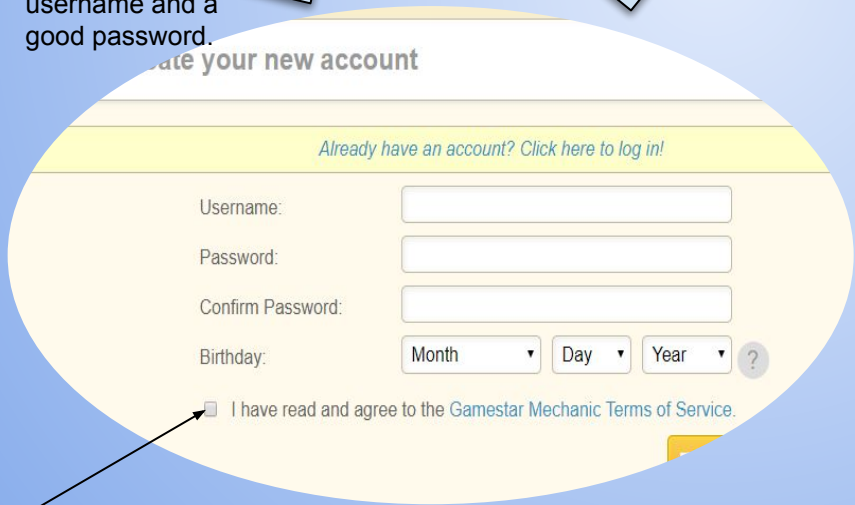 username and a
good password.
your new account
Already have an account? Click here to log in!
Username:
Password:
Confirm Password:
Birthday: Month Day Year ?
I have read and agree to the Gamestar Mechanic Terms of Service.